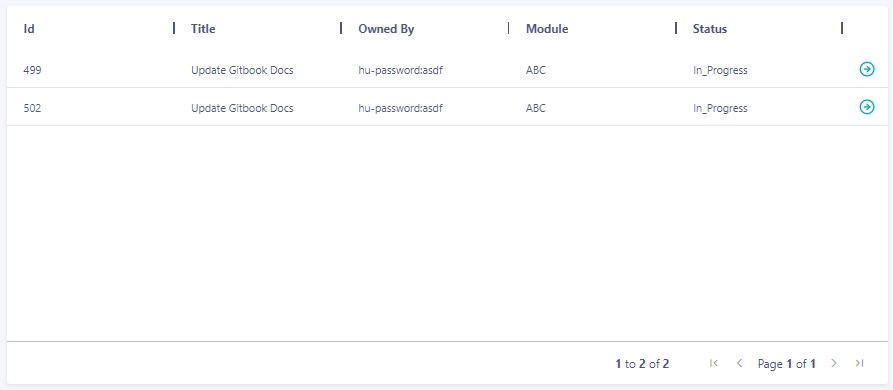 Id Title Owned By Module Status
499 Update Gitbook Docs hu-password:asdf ABC In_Progress
502 Update Gitbook Docs hu-password:asdf ABC In_Progress
1 to 2 of 2 Page 1 of 1